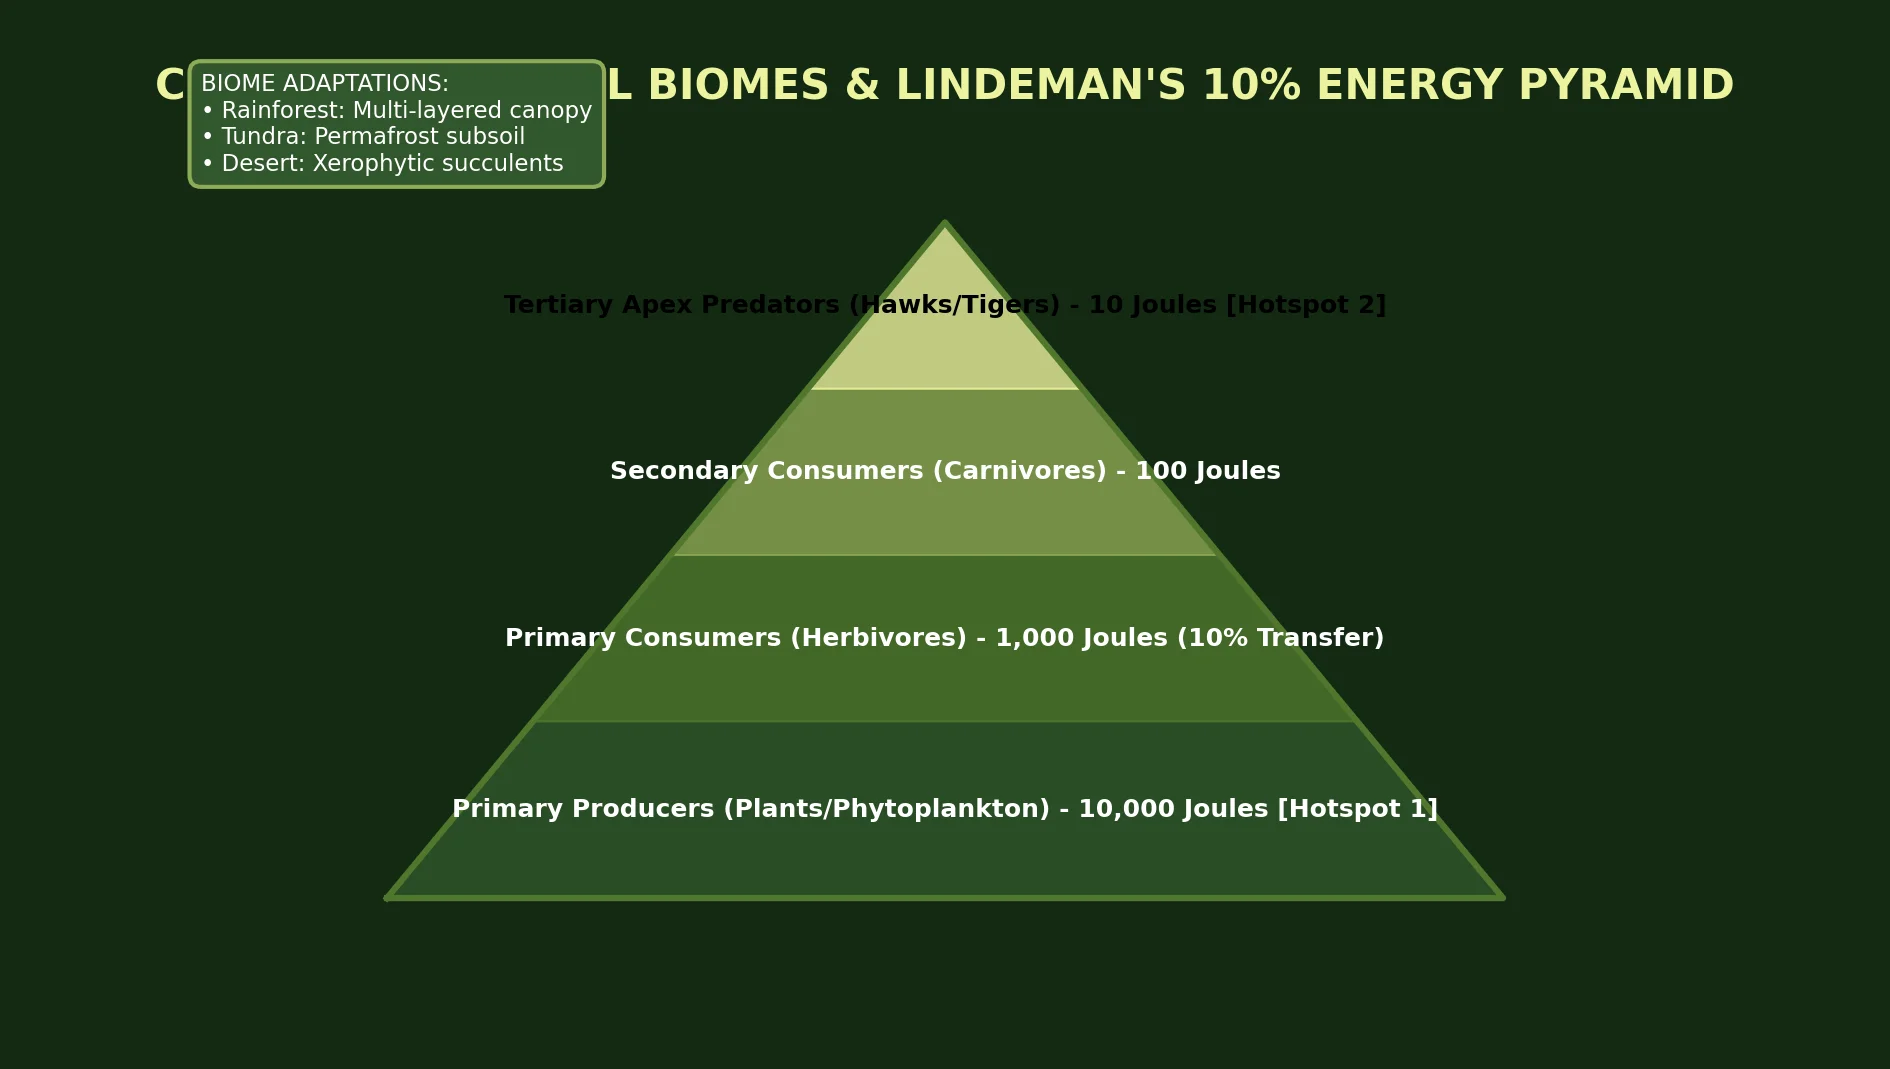 C L BIOMES & LINDEMAN'S 10% ENERGY PYRAMID
BIOME ADAPTATIONS:
• Rainforest: Multi-layered canopy
• Tundra: Permafrost subsoil
• Desert: Xerophytic succulents
Tertiary Apex Predators (Hawks/Tigers) - 10 Joules [Hotspot 2]
Secondary Consumers (Carnivores) - 100 Joules
Primary Consumers (Herbivores) - 1,000 Joules (10% Transfer)
Primary Producers (Plants/Phytoplankton) - 10,000 Joules [Hotspot 1]